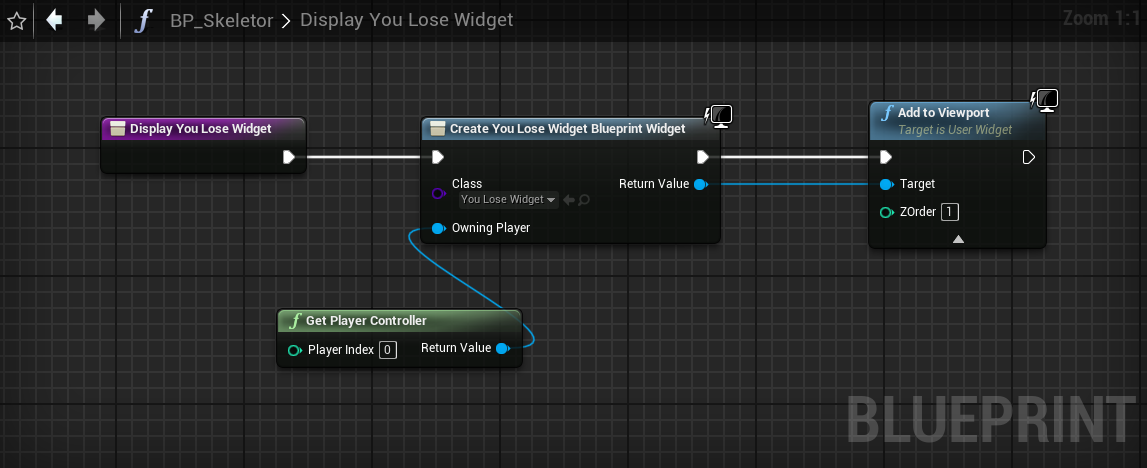 f BP_Skeletor > Display You Lose Widget
Zoom 1:1
Display You Lose Widget
Create You Lose Widget Blueprint Widget
Class
You Lose Widget
Return Value
Owning Player
f Add to Viewport
Target is User Widget
Target
ZOrder 1
f Get Player Controller
Player Index 0
Return Value
BLUEPRINT